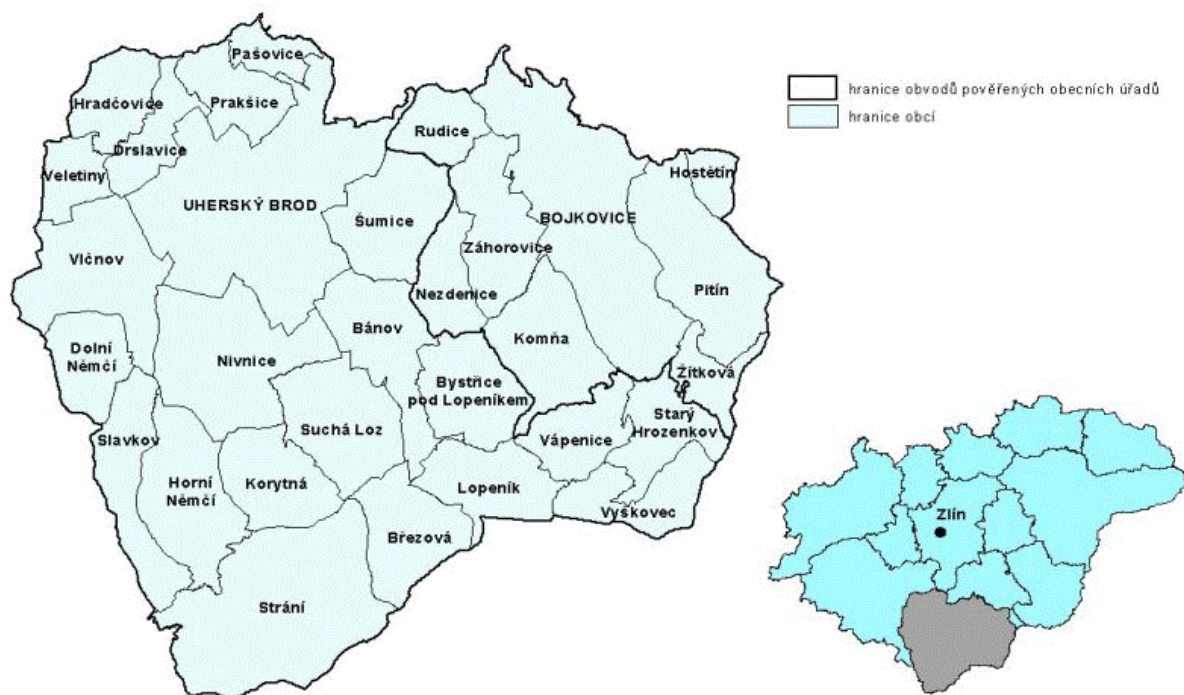 Pašovice
Hradčovice
Prakšice
hranice obvodů pověřených obecních úřadů
hranice obcí
Rudice
Drslavice
Veletiny
Hostětín
UHERSKÝ BROD
Šumice
BOJKOVICE
Záhorovice
Vlčnov
Nezdenice
Pitín
Bánov
Komňa
Dolní
Němčí
Nivnice
Žítková
Bystřice
pod Lopeníkem
Starý
Hrozenkov
Suchá Loz
Slavkov
Vápenice
Horní
Němčí
Korytná
Lopeník
Vyškovec
Zlín
Březová
Strání